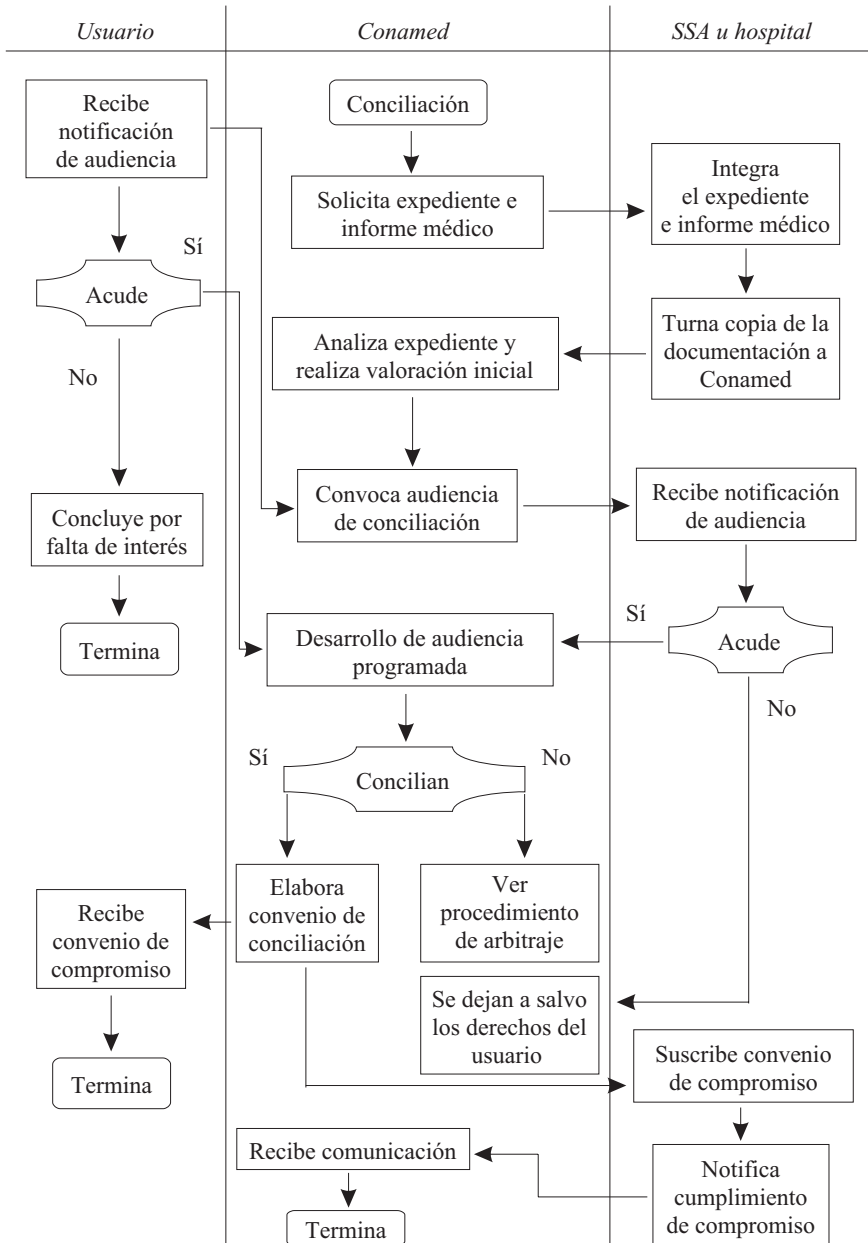 Usuario
Conamed
SSA u hospital
Recibe
notificación
de audiencia
Conciliación
Solicita expediente e
informe médico
Integra
el expediente
e informe médico
Sí
Acude
No
Analiza expediente y
realiza valoración inicial
Turna copia de la
documentación a
Conamed
Convoca audiencia
de conciliación
Recibe notificación
de audiencia
Concluye por
falta de interés
Termina
Desarrollo de audiencia
programada
Sí
Acude
No
Sí
Concilian
No
Recibe
convenio de
compromiso
Elabora
convenio de
conciliación
Ver
procedimiento
de arbitraje
Se dejan a salvo
los derechos del
usuario
Termina
Suscribe convenio
de compromiso
Recibe comunicación
Notifica
cumplimiento
de compromiso
Termina